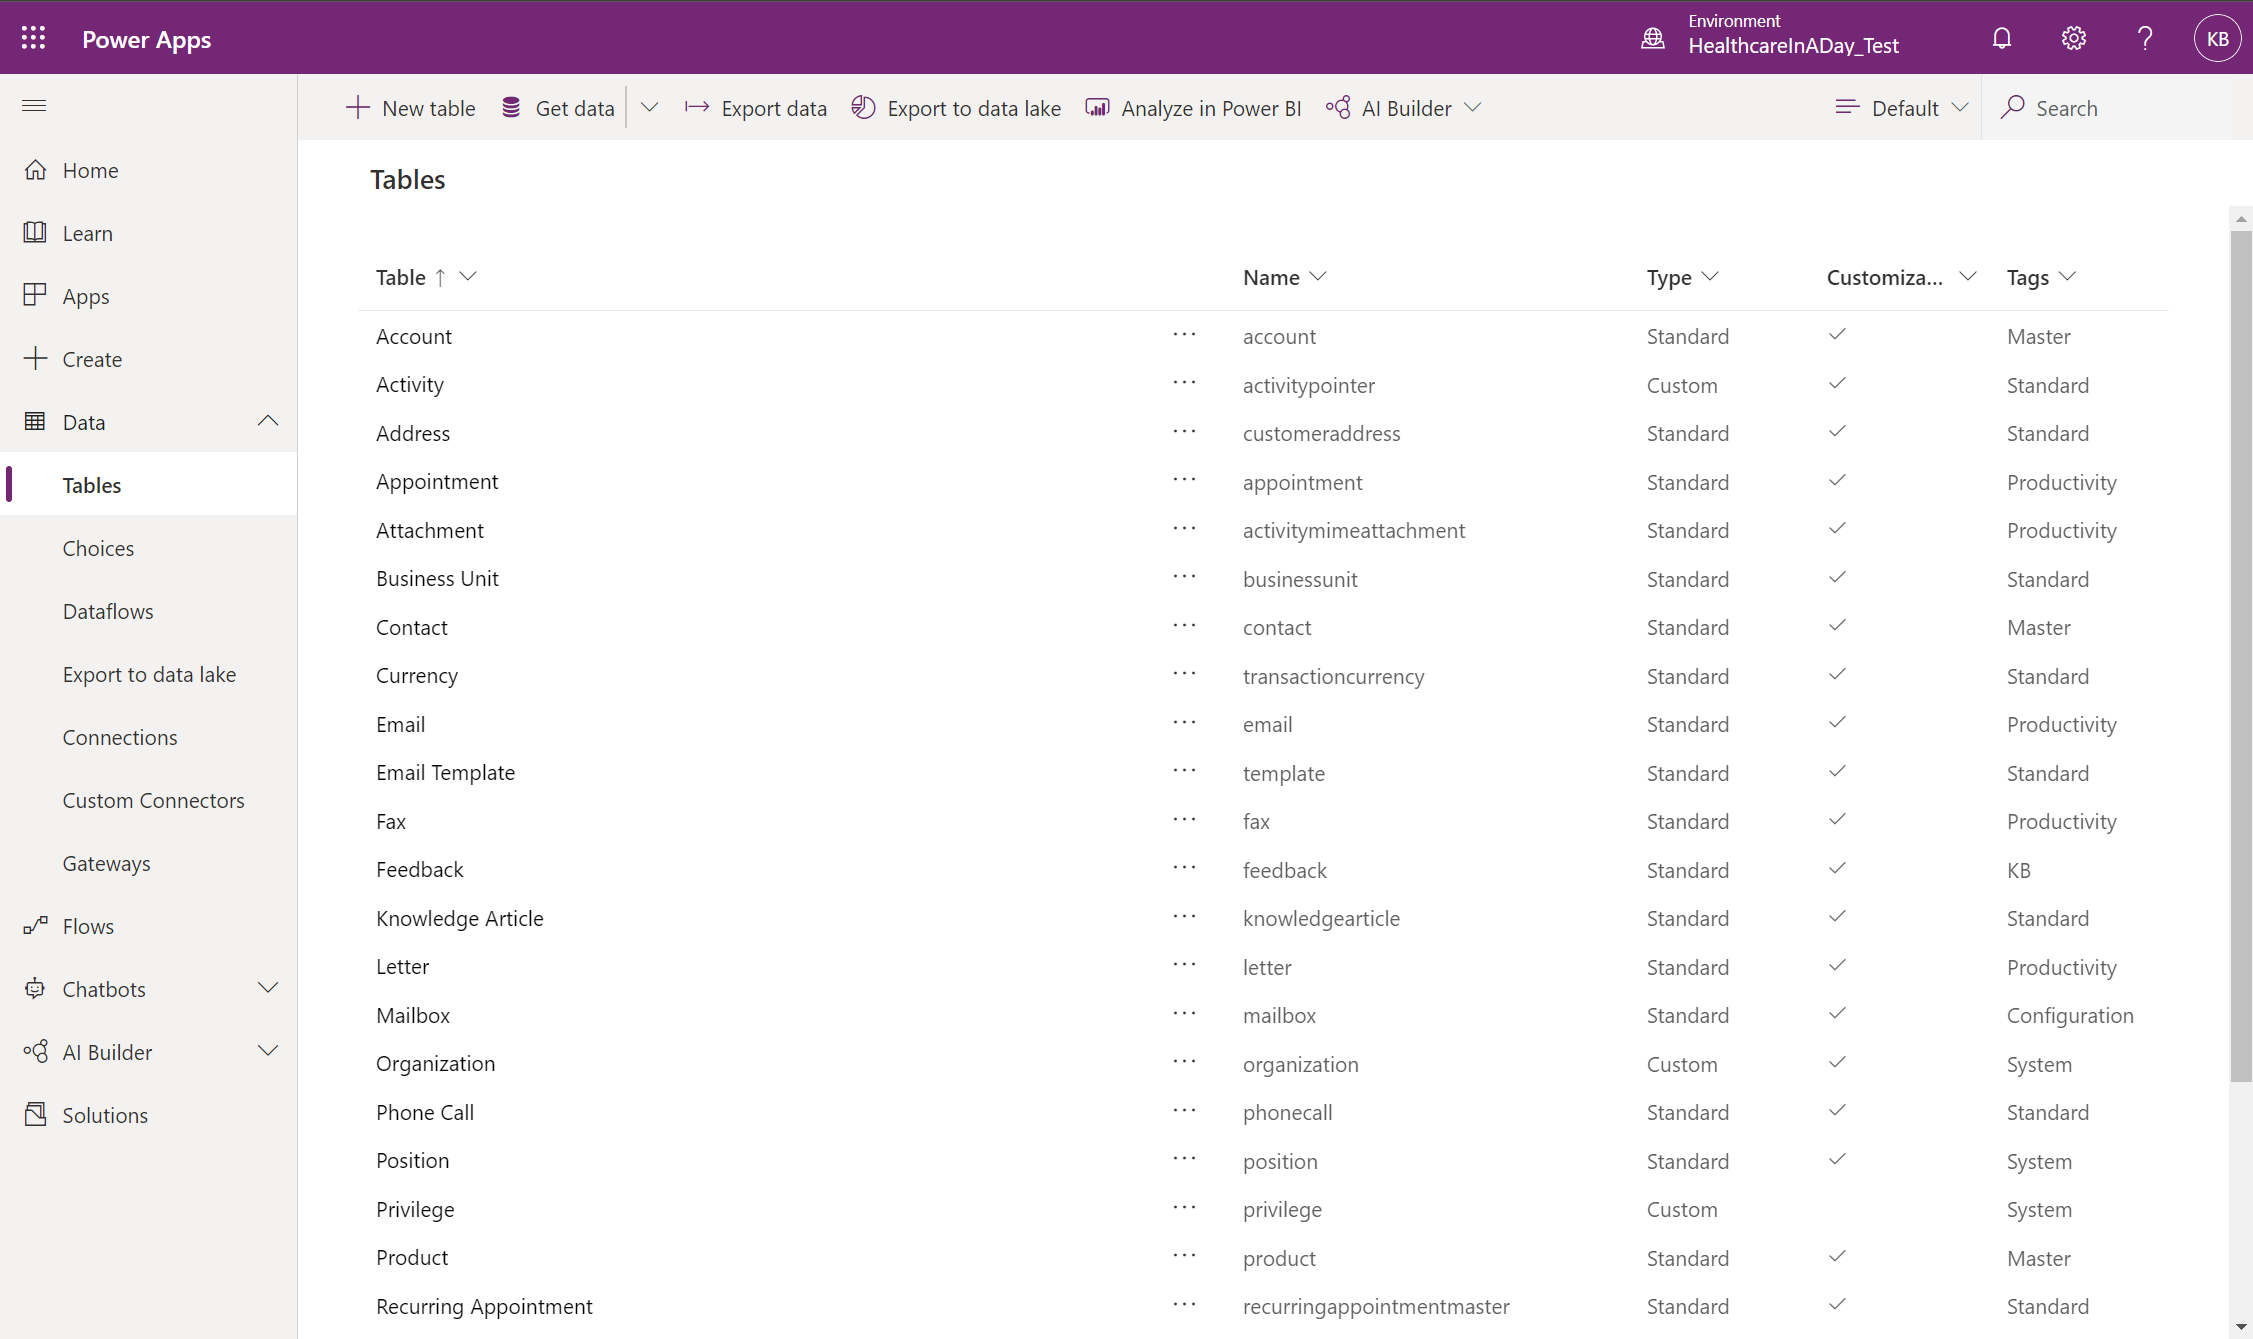 Power Apps
Environment
HealthcareInADay_Test
KB
New table
Get data
Export data
Export to data lake
Analyze in Power BI
AI Builder
Default
Search
Home
Learn
Apps
Create
Data
Tables
Choices
Dataflows
Export to data lake
Connections
Custom Connectors
Gateways
Flows
Chatbots
AI Builder
Solutions
Tables
Table ↑ Name Type Customiza... Tags
Account ··· account Standard ✓ Master
Activity ··· activitypointer Custom ✓ Standard
Address ··· customeraddress Standard ✓ Standard
Appointment ··· appointment Standard ✓ Productivity
Attachment ··· activitymimeattachment Standard ✓ Productivity
Business Unit ··· businessunit Standard ✓ Standard
Contact ··· contact Standard ✓ Master
Currency ··· transactioncurrency Standard ✓ Standard
Email ··· email Standard ✓ Productivity
Email Template ··· template Standard ✓ Standard
Fax ··· fax Standard ✓ Productivity
Feedback ··· feedback Standard ✓ KB
Knowledge Article ··· knowledgearticle Standard ✓ Standard
Letter ··· letter Standard ✓ Productivity
Mailbox ··· mailbox Standard ✓ Configuration
Organization ··· organization Custom ✓ System
Phone Call ··· phonecall Standard ✓ Standard
Position ··· position Standard ✓ System
Privilege ··· privilege Custom System
Product ··· product Standard ✓ Master
Recurring Appointment ··· recurringappointmentmaster Standard ✓ Standard